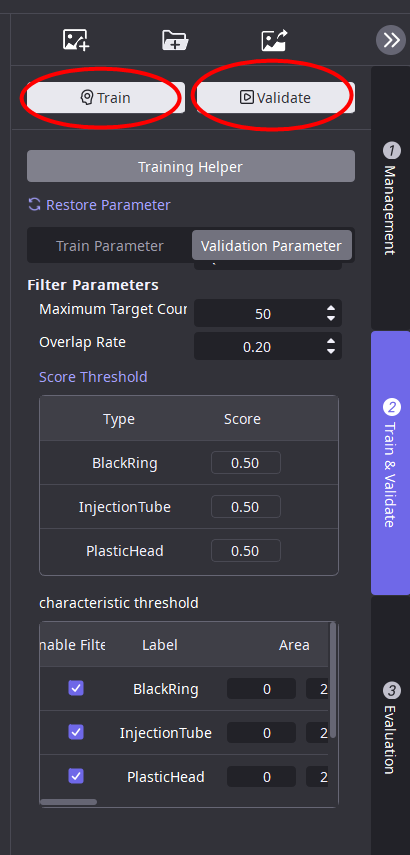 Train
Validate
Training Helper
Restore Parameter
Train Parameter
Validation Parameter
Filter Parameters
Maximum Target Cour 50
Overlap Rate 0.20
Score Threshold
Type Score
BlackRing 0.50
InjectionTube 0.50
PlasticHead 0.50
characteristic threshold
nable Filte Label Area
BlackRing 0 2
InjectionTube 0 2
PlasticHead 0 2
1 Management
2 Train & Validate
3 Evaluation